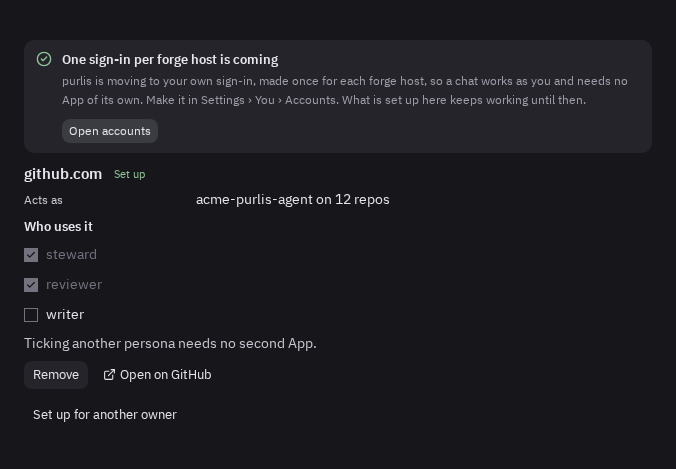 One sign-in per forge host is coming
purlis is moving to your own sign-in, made once for each forge host, so a chat works as you and needs no
App of its own. Make it in Settings › You › Accounts. What is set up here keeps working until then.
Open accounts
github.com Set up
Acts as acme-purlis-agent on 12 repos
Who uses it
steward
reviewer
writer
Ticking another persona needs no second App.
Remove Open on GitHub
Set up for another owner